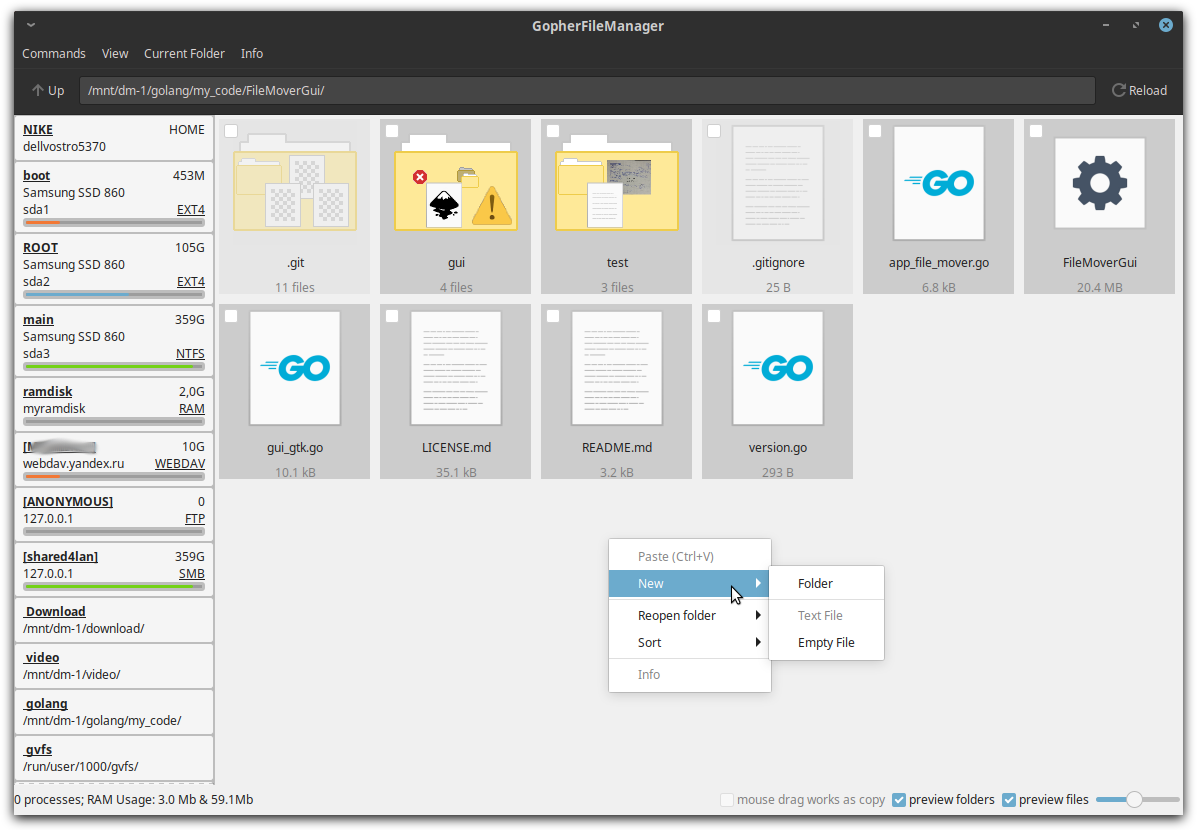 GopherFileManager
Commands View Current Folder Info
Up /mnt/dm-1/golang/my_code/FileMoverGui/ Reload
NIKE HOME
dellvostro5370
boot 453M
Samsung SSD 860
sda1 EXT4
ROOT 105G
Samsung SSD 860
sda2 EXT4
main 359G
Samsung SSD 860
sda3 NTFS
ramdisk 2,0G
myramdisk RAM
10G
webdav.yandex.ru WEBDAV
[ANONYMOUS] 0
127.0.0.1 FTP
[shared4lan] 359G
127.0.0.1 SMB
Download
/mnt/dm-1/download/
video
/mnt/dm-1/video/
golang
/mnt/dm-1/golang/my_code/
gvfs
/run/user/1000/gvfs/
GO
.git gui test .gitignore app_file_mover.go FileMoverGui
11 files 4 files 3 files 25 B 6.8 kB 20.4 MB
GO GO
gui_gtk.go LICENSE.md README.md version.go
10.1 kB 35.1 kB 3.2 kB 293 B
Paste (Ctrl+V)
New
Reopen folder
Sort
Info
Folder
Text File
Empty File
0 processes; RAM Usage: 3.0 Mb & 59.1Mb mouse drag works as copy preview folders preview files